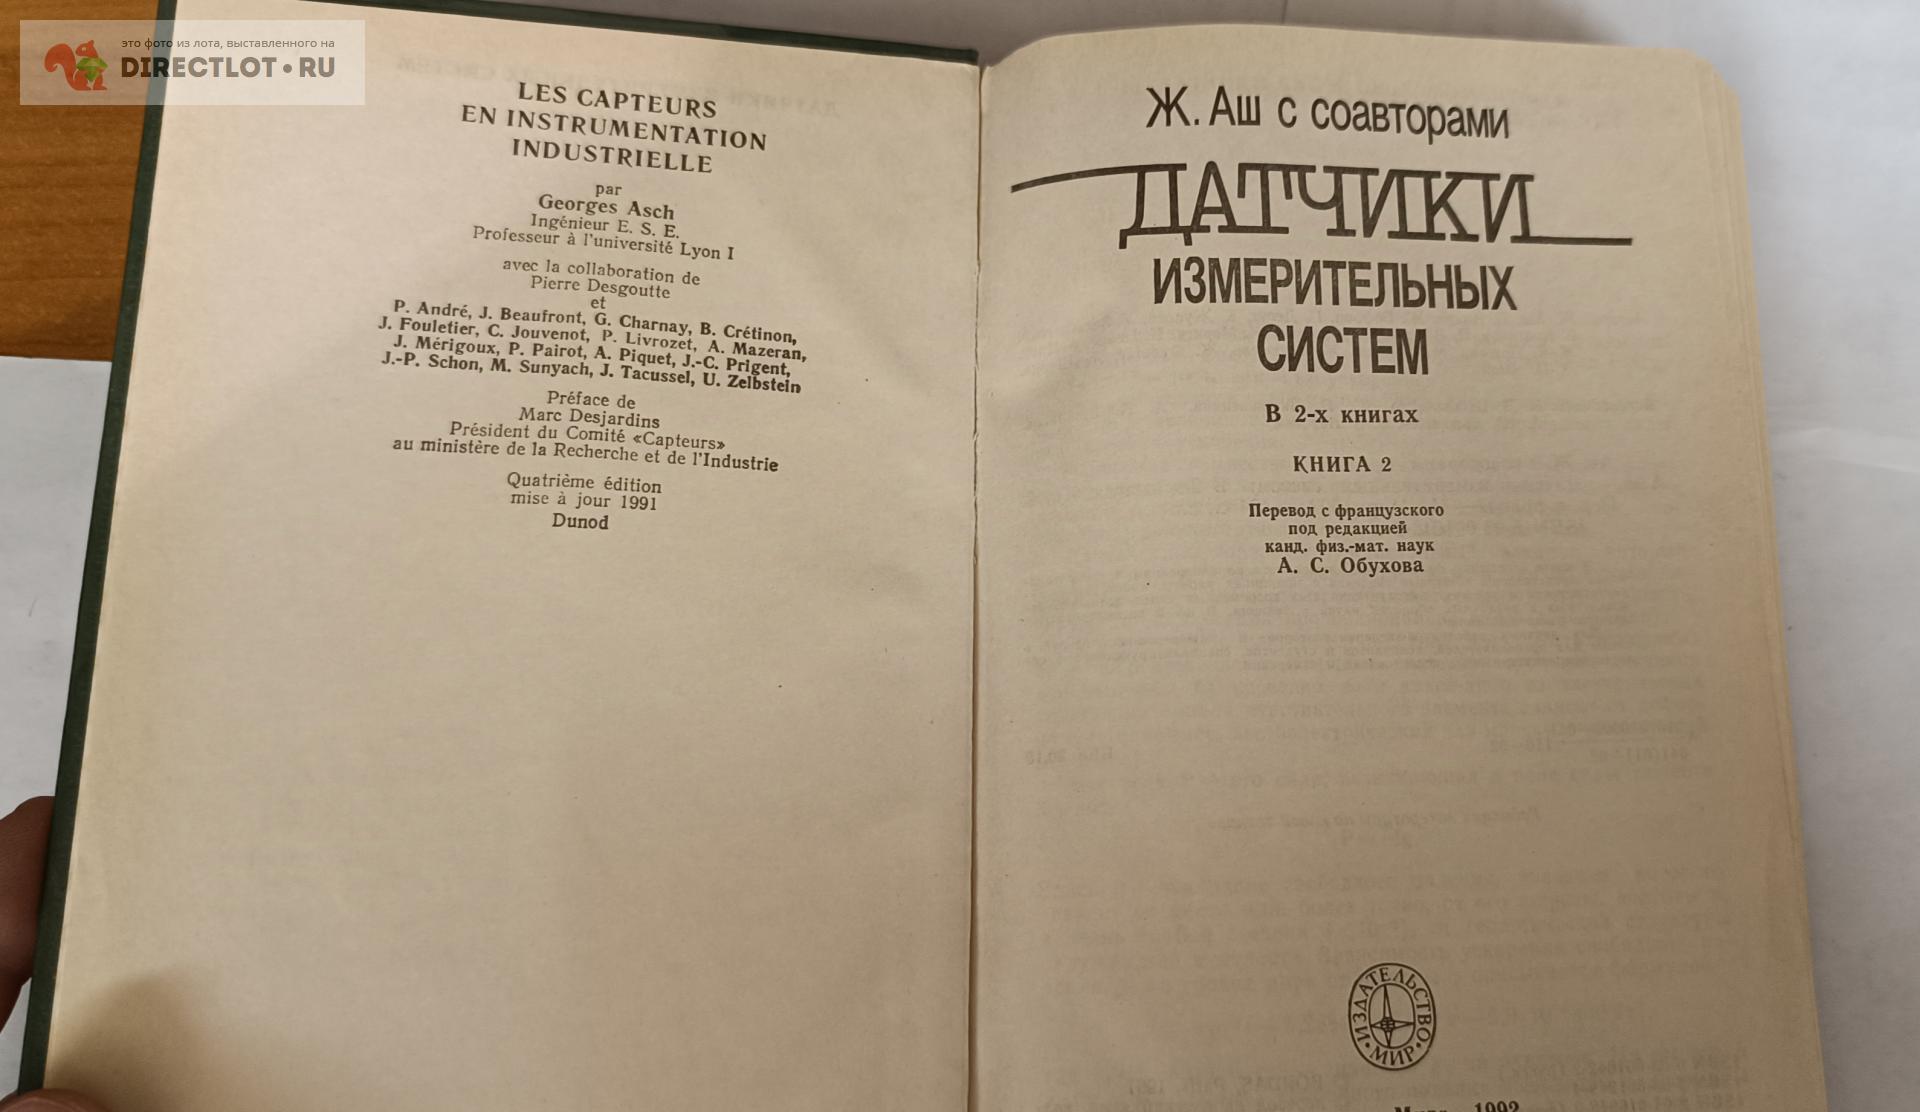 это фото из лота, выставленного на
DIRECTLOT • RU
LES CAPTEURS
EN INSTRUMENTATION
INDUSTRIELLE
par
Georges Asch
Ingénieur E. S. E.
Professeur à l'université Lyon I
avec la collaboration de
Pierre Desgoutte
et
P. André, J. Beaufront, G. Charnay, B. Crétinon,
J. Fouletier, C. Jouvenot, P. Livrozet, A. Mazeran,
J. Mérigoux, P. Pairot, A. Piquet, J.-C. Prigent,
J.-P. Schon, M. Sunyach, J. Tacussel, U. Zelbstein
Préface de
Marc Desjardins
Président du Comité «Capteurs»
au ministère de la Recherche et de l'Industrie
Quatrième édition
mise à jour 1991
Dunod
Ж. Аш с соавторами
ДАТЧИКИ
ИЗМЕРИТЕЛЬНЫХ
СИСТЕМ
В 2-х книгах
КНИГА 2
Перевод с французского
под редакцией
канд. физ.-мат. наук
А. С. Обухова
ИЗДАТЕЛЬСТВО
• МИР •
1992